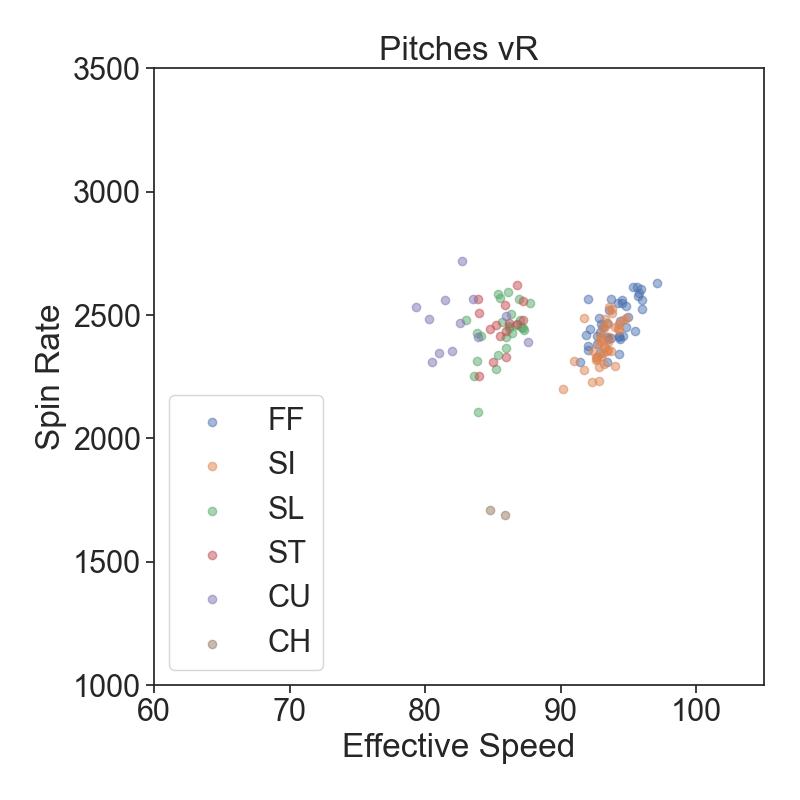 Pitches vR
3500
3000
2500
2000
1500
1000
Spin Rate
FF
SI
SL
ST
CU
CH
60 70 80 90 100
Effective Speed